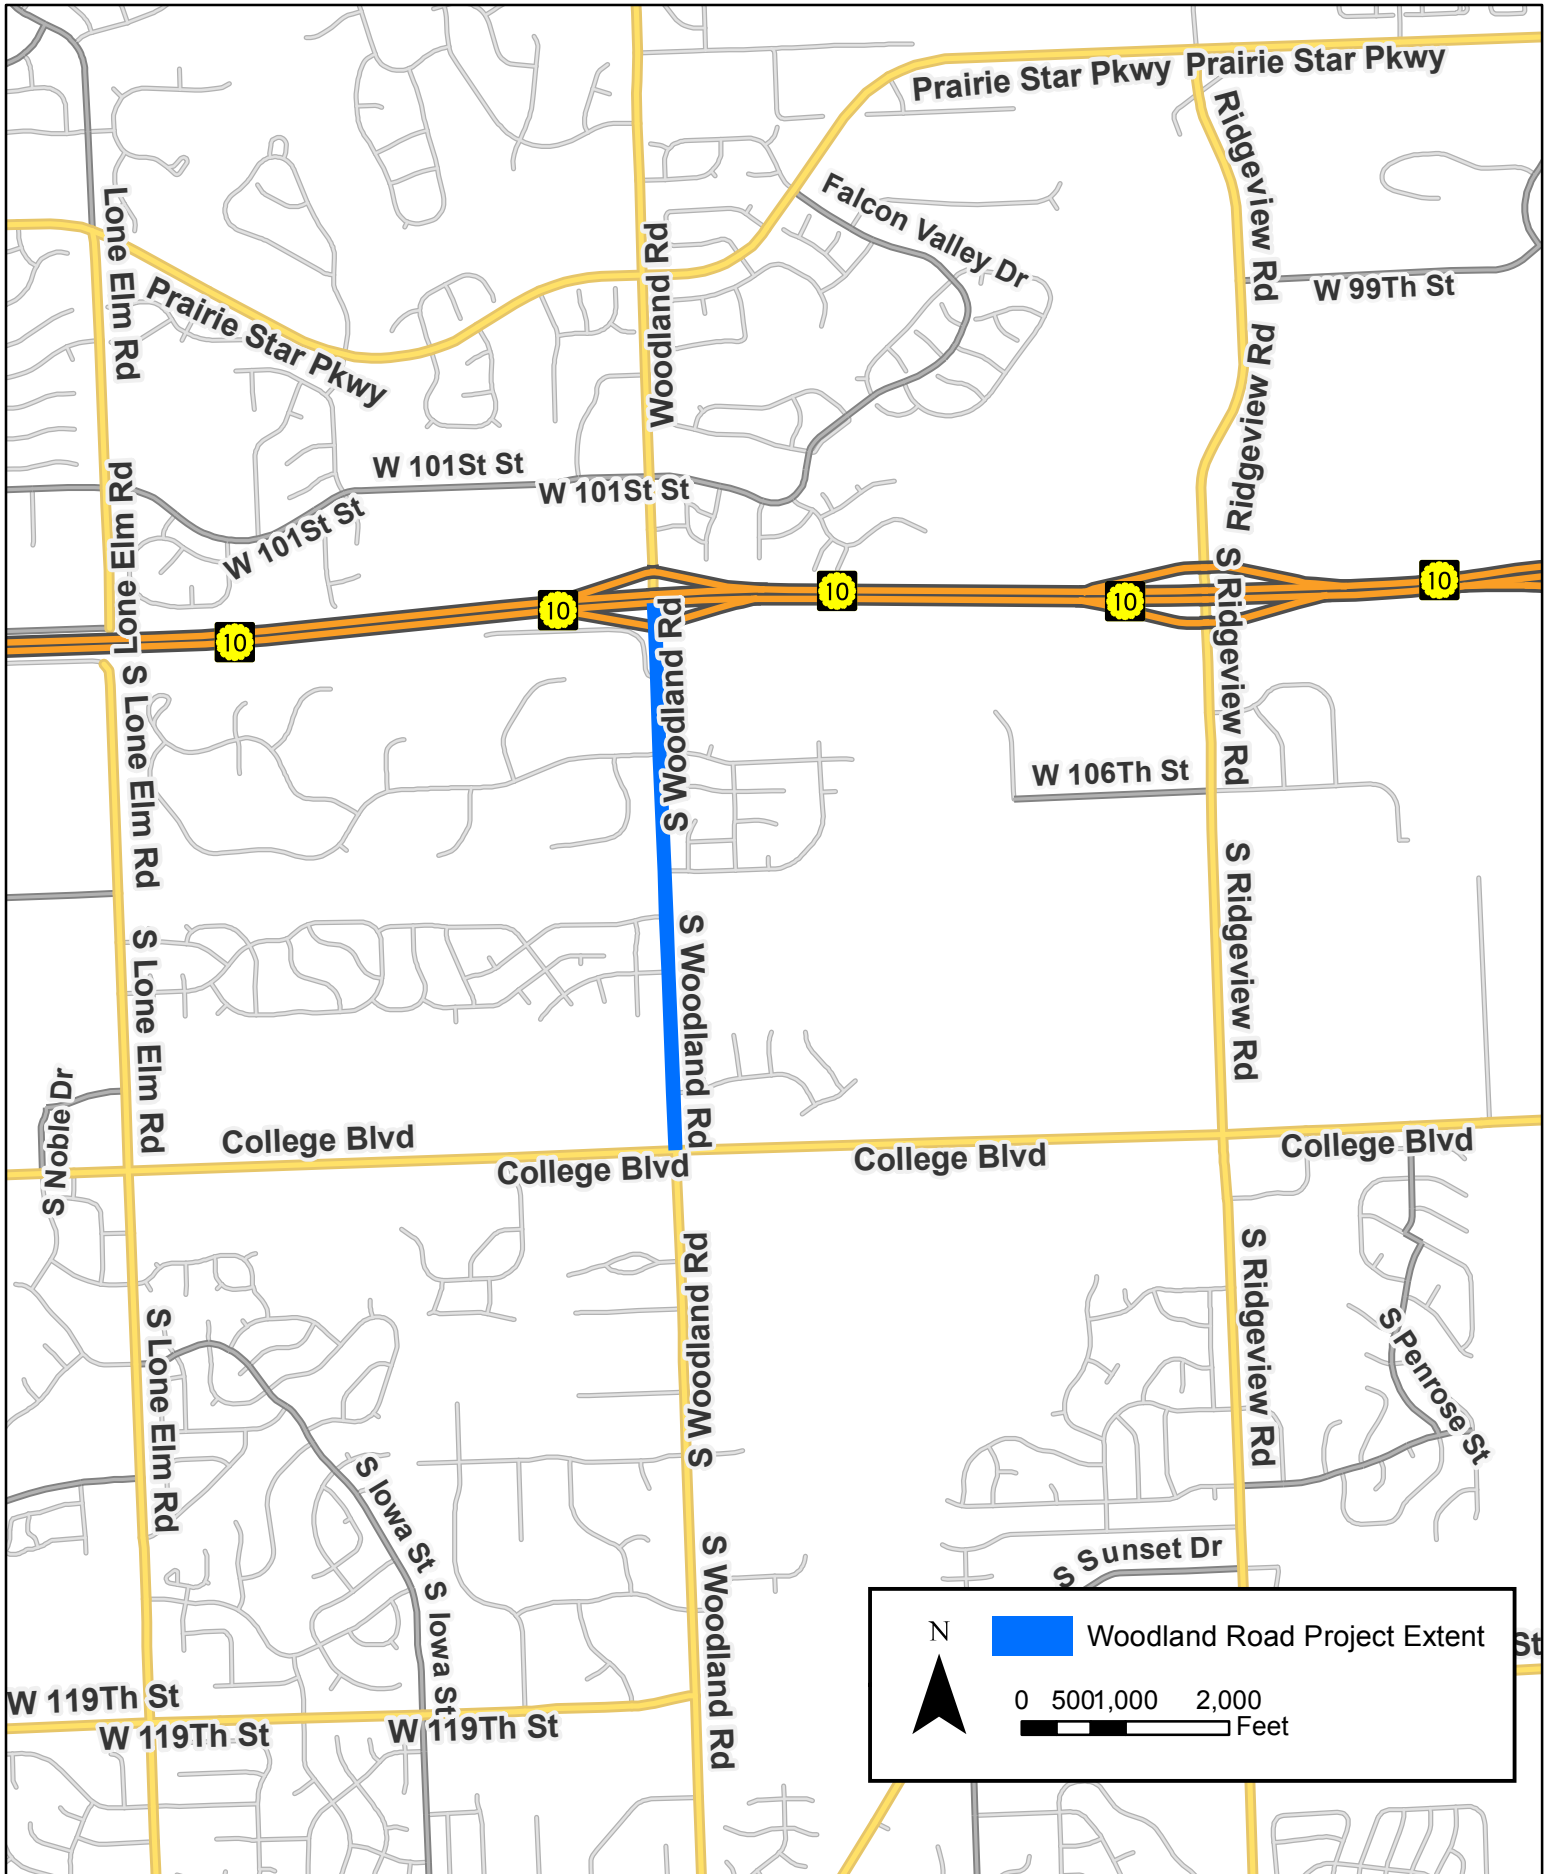 Prairie Star Pkwy
Prairie Star Pkwy
Ridgeview Rd
Falcon Valley Dr
Lone Elm Rd
Woodland Rd
W 99Th St
Prairie Star Pkwy
Ridgeview Rd
W 101St St
W 101St St
W 101St St
Lone Elm Rd
10
10
10
10
10
S Ridgeview Rd
S Woodland Rd
S Lone Elm Rd
W 106Th St
S Ridgeview Rd
S Woodland Rd
S Lone Elm Rd
S Noble Dr
College Blvd
College Blvd
College Blvd
College Blvd
S Woodland Rd
S Ridgeview Rd
S Lone Elm Rd
S Penrose St
S Iowa St
S Iowa St
S Woodland Rd
S Sunset Dr
S
St
W 119Th St
W 119Th St
W 119Th St
N
Woodland Road Project Extent
0 500 1,000 2,000
Feet